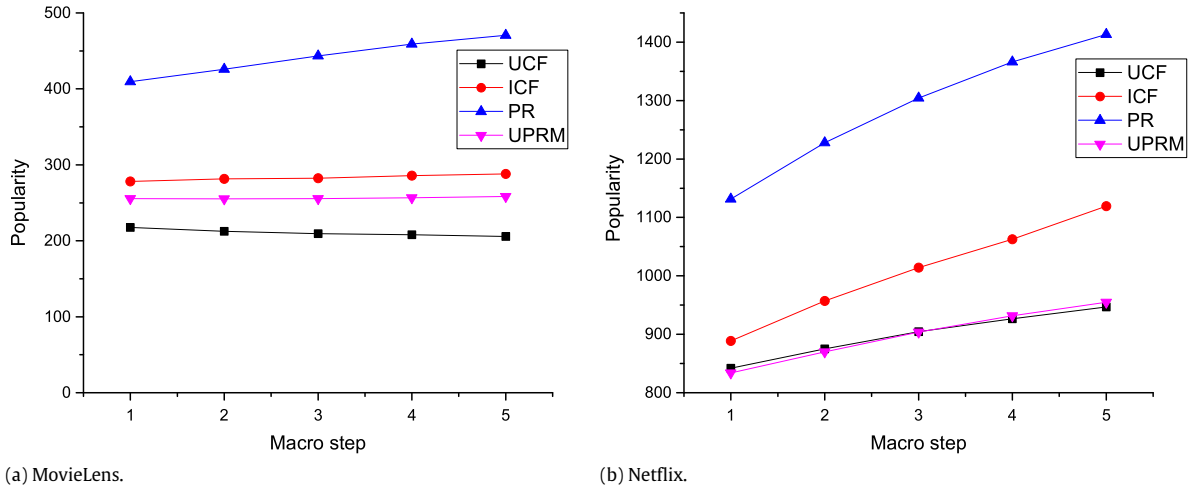 500
400
300
200
100
0
Popularity
UCF
ICF
PR
UPRM
1 2 3 4 5
Macro step
(a) MovieLens.
1400
1300
1200
1100
1000
900
800
Popularity
UCF
ICF
PR
UPRM
1 2 3 4 5
Macro step
(b) Netflix.